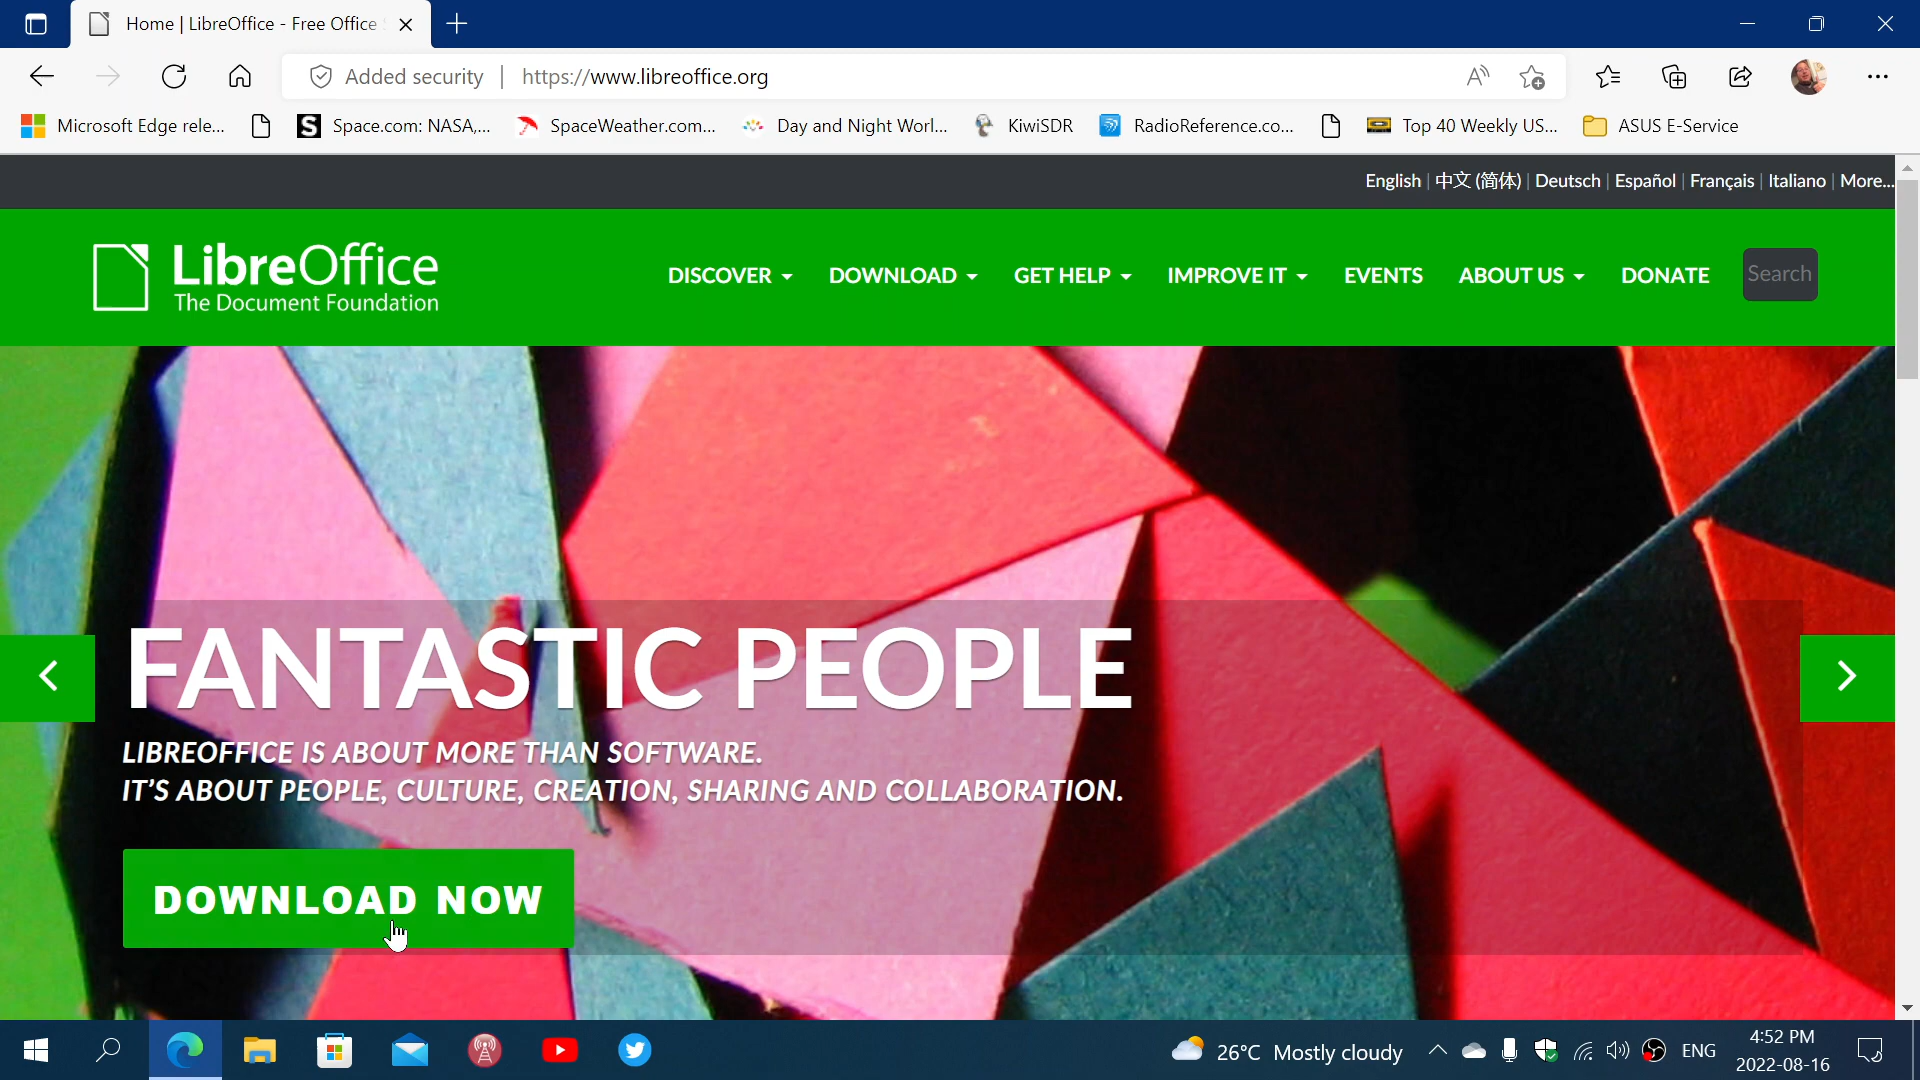 Home | LibreOffice - Free Office
Added security | https://www.libreoffice.org
Microsoft Edge rele... Space.com: NASA,... SpaceWeather.com... Day and Night Worl... KiwiSDR RadioReference.co... Top 40 Weekly US... ASUS E-Service
English | 中文 (简体) | Deutsch | Español | Français | Italiano | More...
LibreOffice
The Document Foundation
DISCOVER DOWNLOAD GET HELP IMPROVE IT EVENTS ABOUT US DONATE Search
FANTASTIC PEOPLE
LIBREOFFICE IS ABOUT MORE THAN SOFTWARE.
IT'S ABOUT PEOPLE, CULTURE, CREATION, SHARING AND COLLABORATION.
DOWNLOAD NOW
26°C Mostly cloudy ENG 4:52 PM
2022-08-16